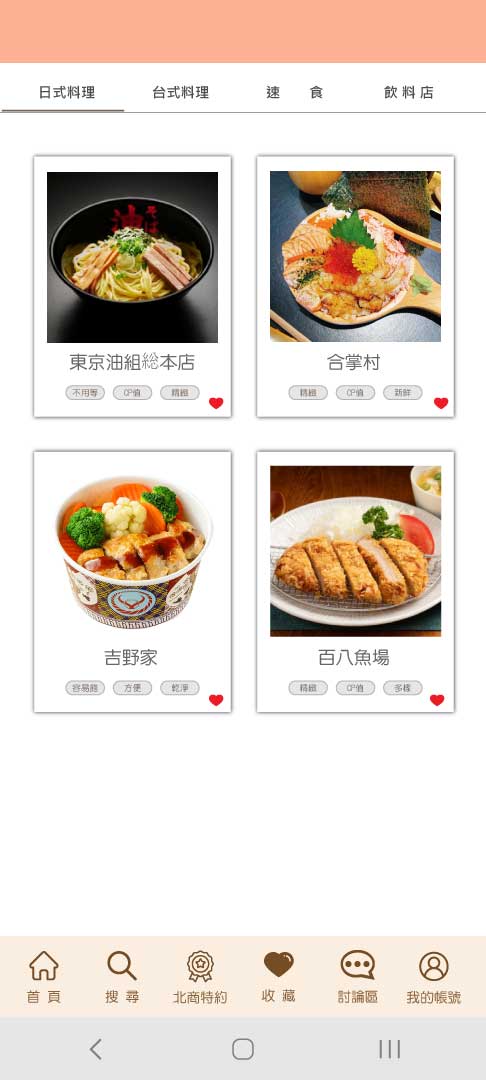 日式料理 台式料理 速 食 飲料店
東京油組総本店 合掌村
不用等 CP值 精緻 精緻 CP值 新鮮
吉野家 百八魚場
容易飽 方便 乾淨 精緻 CP值 多樣
首頁 搜尋 北商特約 收藏 討論區 我的帳號